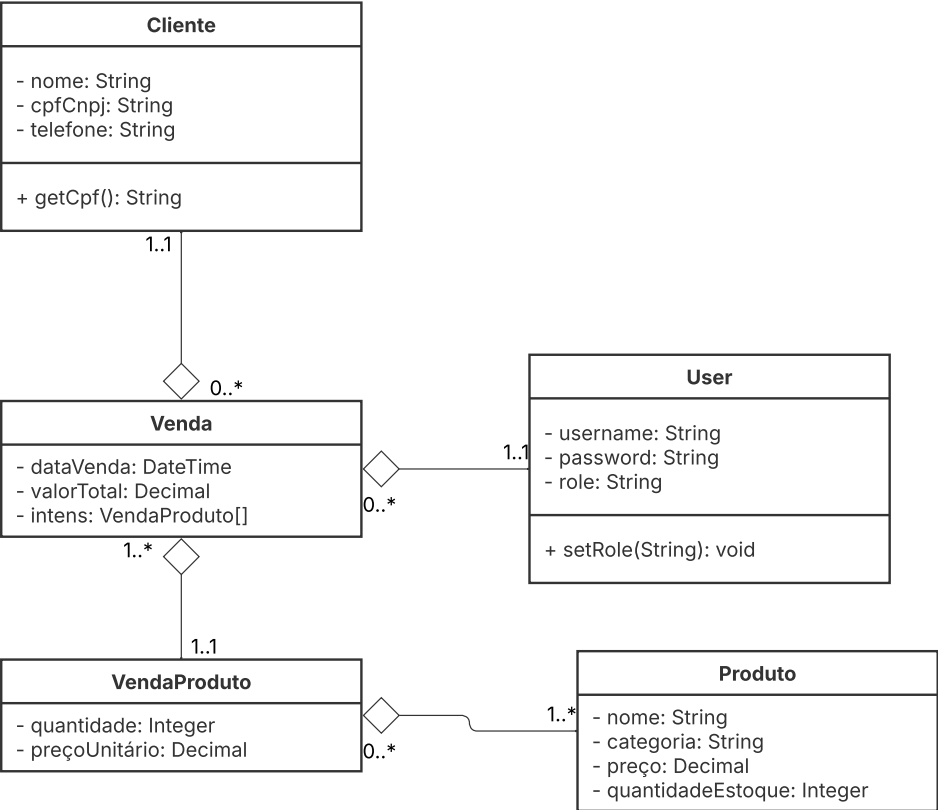 Cliente
- nome: String
- cpfCnpj: String
- telefone: String
+ getCpf(): String
1..1
0..*
Venda
- dataVenda: DateTime
- valorTotal: Decimal
- intens: VendaProduto[]
0..*
1..1
User
- username: String
- password: String
- role: String
+ setRole(String): void
1..*
1..1
VendaProduto
- quantidade: Integer
- preçoUnitário: Decimal
0..*
1..*
Produto
- nome: String
- categoria: String
- preço: Decimal
- quantidadeEstoque: Integer